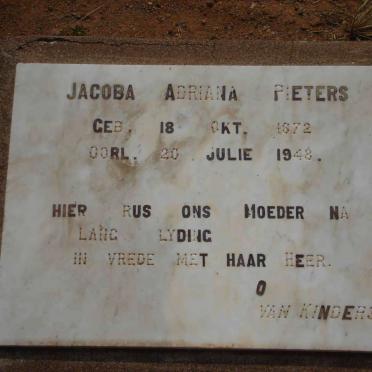 JACOBA ADRIANA PIETERS
GEB. 18 OKT. 1872
OORL. 20 JULIE 1948.
HIER RUS ONS MOEDER NA
LANG LYDING
IN VREDE MET HAAR HEER.
O
VAN KINDERS